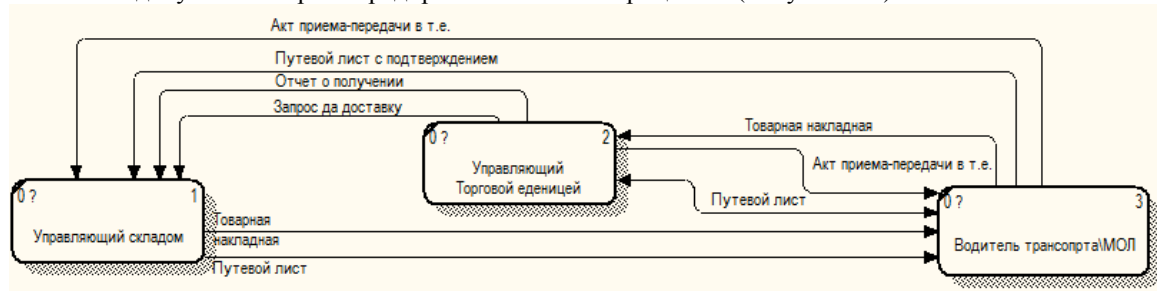 Акт приема-передачи в т.е.
Путевой лист с подтверждением
Отчет о получении
Запрос да доставку
Товарная накладная
0 ?
2
Управляющий
Торговой еденицей
Акт приема-передачи в т.е.
Путевой лист
0 ?
1
Управляющий складом
Товарная
накладная
Путевой лист
0 ?
3
Водитель транспрта\МОЛ